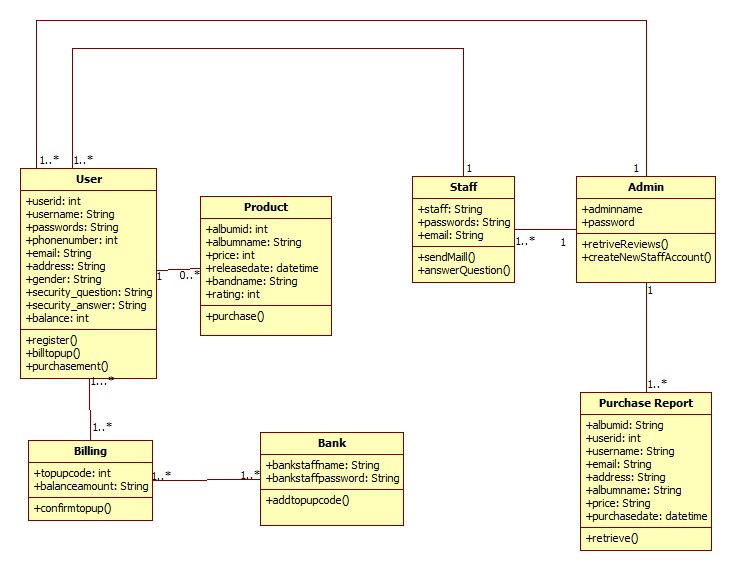 1..*
1..*
1
1
User
+userid: int
+username: String
+passwords: String
+phonenumber: int
+email: String
+address: String
+gender: String
+security_question: String
+security_answer: String
+balance: int
+register()
+billtopup()
+purchasement()
Product
+albumid: int
+albumname: String
+price: int
+releasedate: datetime
+bandname: String
+rating: int
+purchase()
1
0..*
Staff
+staff: String
+passwords: String
+email: String
+sendMaill()
+answerQuestion()
1..*
1
Admin
+adminname
+password
+retriveReviews()
+createNewStaffAccount()
1
1..*
1...*
1..*
Billing
+topupcode: int
+balanceamount: String
+confirmtopup()
1..*
1..*
Bank
+bankstaffname: String
+bankstaffpassword: String
+addtopupcode()
Purchase Report
+albumid: String
+userid: int
+username: String
+email: String
+address: String
+albumname: String
+price: String
+purchasedate: datetime
+retrieve()